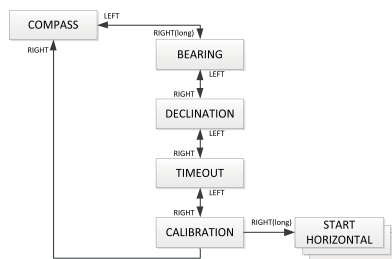 COMPASS
LEFT
RIGHT
RIGHT(long)
BEARING
LEFT
RIGHT
DECLINATION
LEFT
RIGHT
TIMEOUT
LEFT
RIGHT
CALIBRATION
RIGHT(long)
START
HORIZONTAL